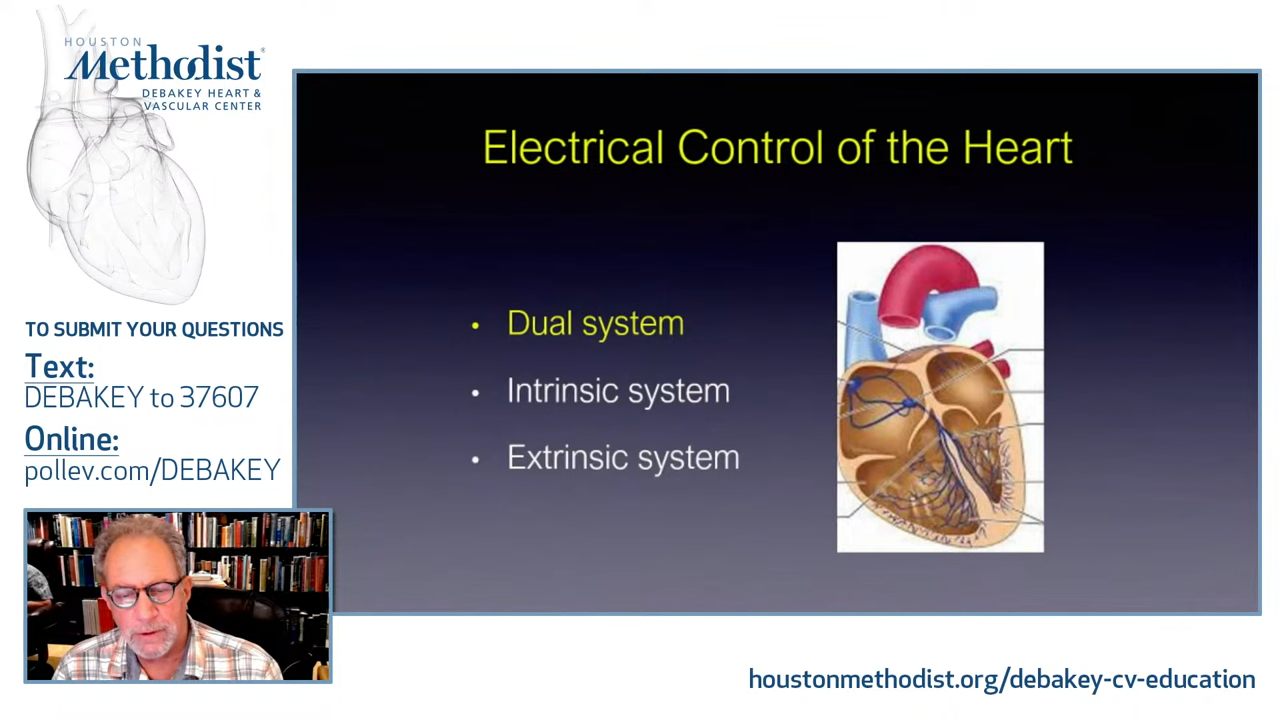 HOUSTON
Methodist®
DEBAKEY HEART &
VASCULAR CENTER
TO SUBMIT YOUR QUESTIONS
Text:
DEBAKEY to 37607
Online:
pollev.com/DEBAKEY
Electrical Control of the Heart
• Dual system
• Intrinsic system
• Extrinsic system
houstonmethodist.org/debakey-cv-education